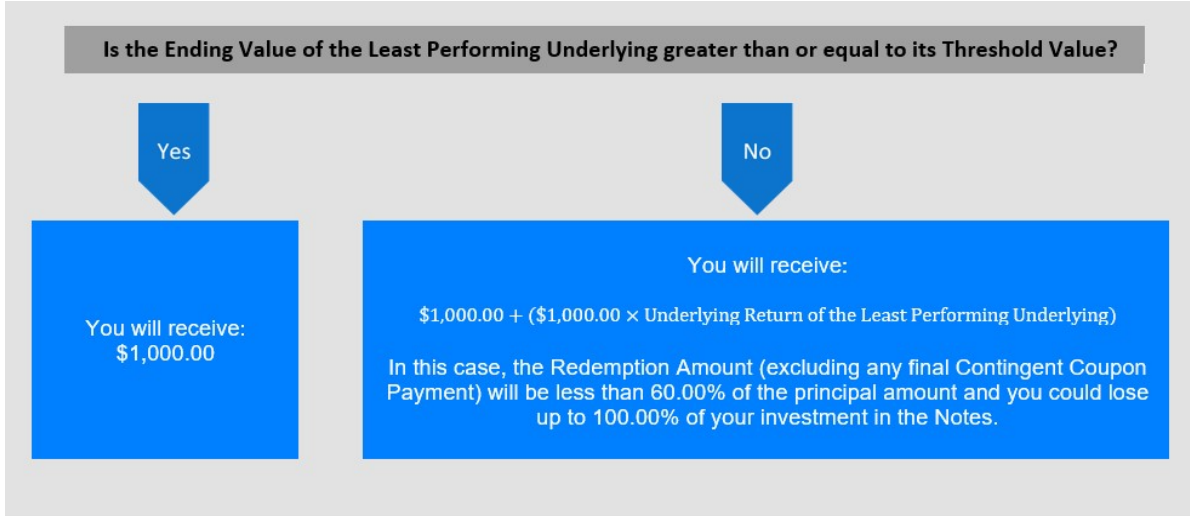 Is the Ending Value of the Least Performing Underlying greater than or equal to its Threshold Value?
Yes
No
You will receive:
$1,000.00
You will receive:
$1,000.00 + ($1,000.00 × Underlying Return of the Least Performing Underlying)
In this case, the Redemption Amount (excluding any final Contingent Coupon
Payment) will be less than 60.00% of the principal amount and you could lose
up to 100.00% of your investment in the Notes.